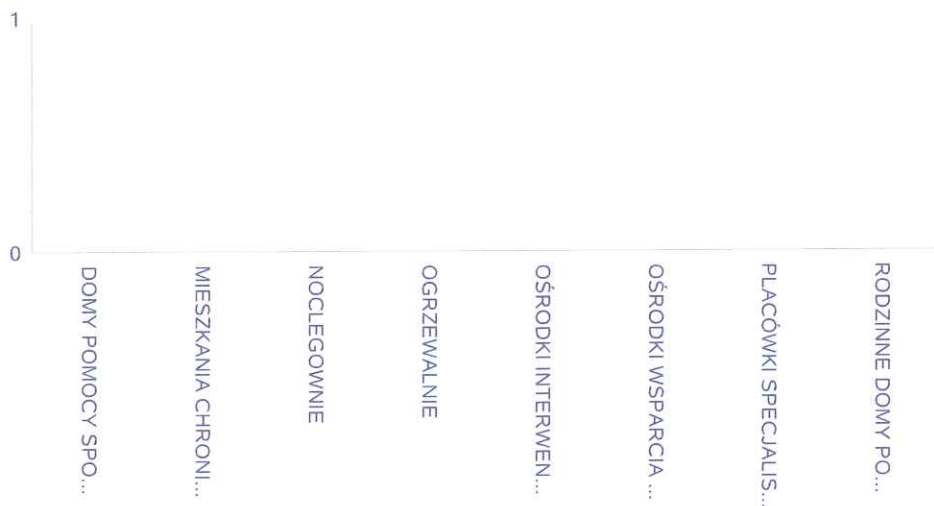 1
0
DOMY POMOCY SPO...
MIESZKANIA CHRONI...
NOCLEGOWNIE
OGRZEWALNIE
OŚRODKI INTERWEN...
OŚRODKI WSPARCIA ...
PLACÓWKI SPECJALIS...
RODZINNE DOMY PO...